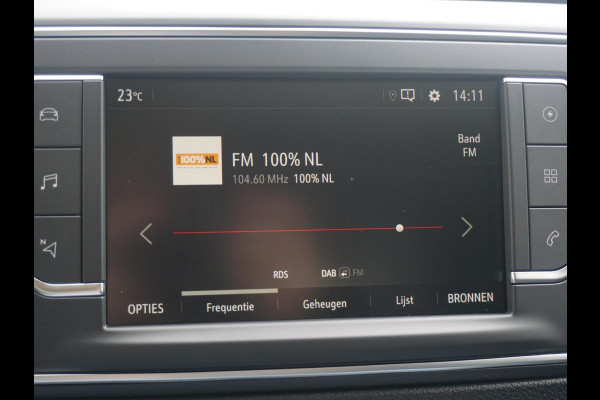 23°C 14:11
100%NL
FM 100% NL
Band
FM
104.60 MHz 100% NL
N
RDS DAB FM
OPTIES Frequentie Geheugen Lijst BRONNEN